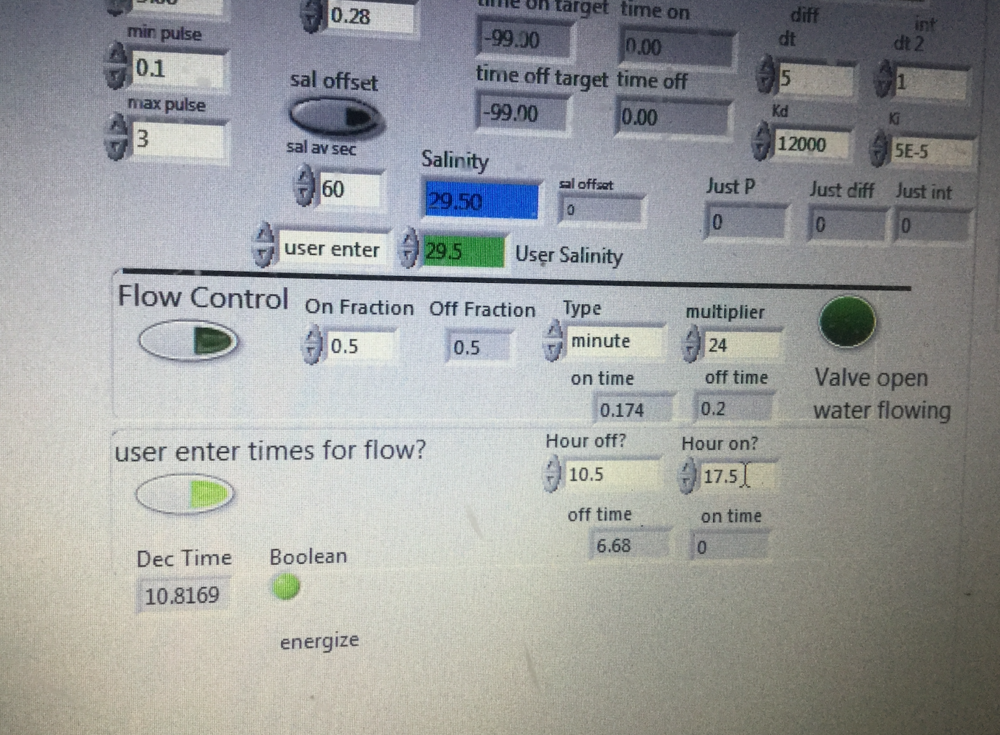 min pulse
0.1
max pulse
3
0.28
sal offset
sal av sec
60
time on target time on
-99.00 0.00
time off target time off
-99.00 0.00
diff
dt
5
int
dt 2
1
Kd
12000
Ki
5E-5
Salinity
29.50
sal offset
0
Just P Just diff Just int
0 0 0
user enter 29.5 User Salinity
Flow Control On Fraction Off Fraction Type multiplier
0.5 0.5 minute 24
on time off time
0.174 0.2
Valve open
water flowing
user enter times for flow?
Hour off? Hour on?
10.5 17.5
off time on time
6.68 0
Dec Time Boolean
10.8169
energize